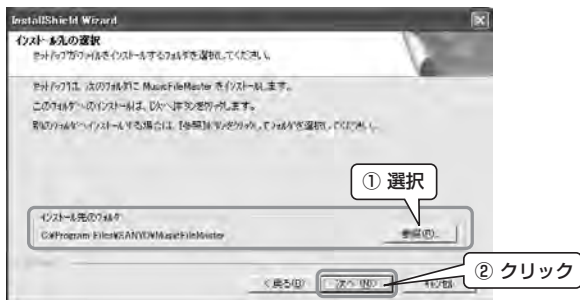 InstallShield Wizard
インストール先の選択
セットアップがファイルをインストールするフォルダを選択してください。
セットアップは、次のフォルダに MusicFileMaster をインストールします。
このフォルダへのインストールは、[次へ]ボタンをクリックします。
別のフォルダへインストールする場合は、[参照]ボタンをクリックしてフォルダを選択してください。
① 選択
インストール先のフォルダ
C:¥Program Files¥SANYO¥MusicFileMaster
参照(R)...
< 戻る(B)
次へ (N) >
キャンセル
② クリック